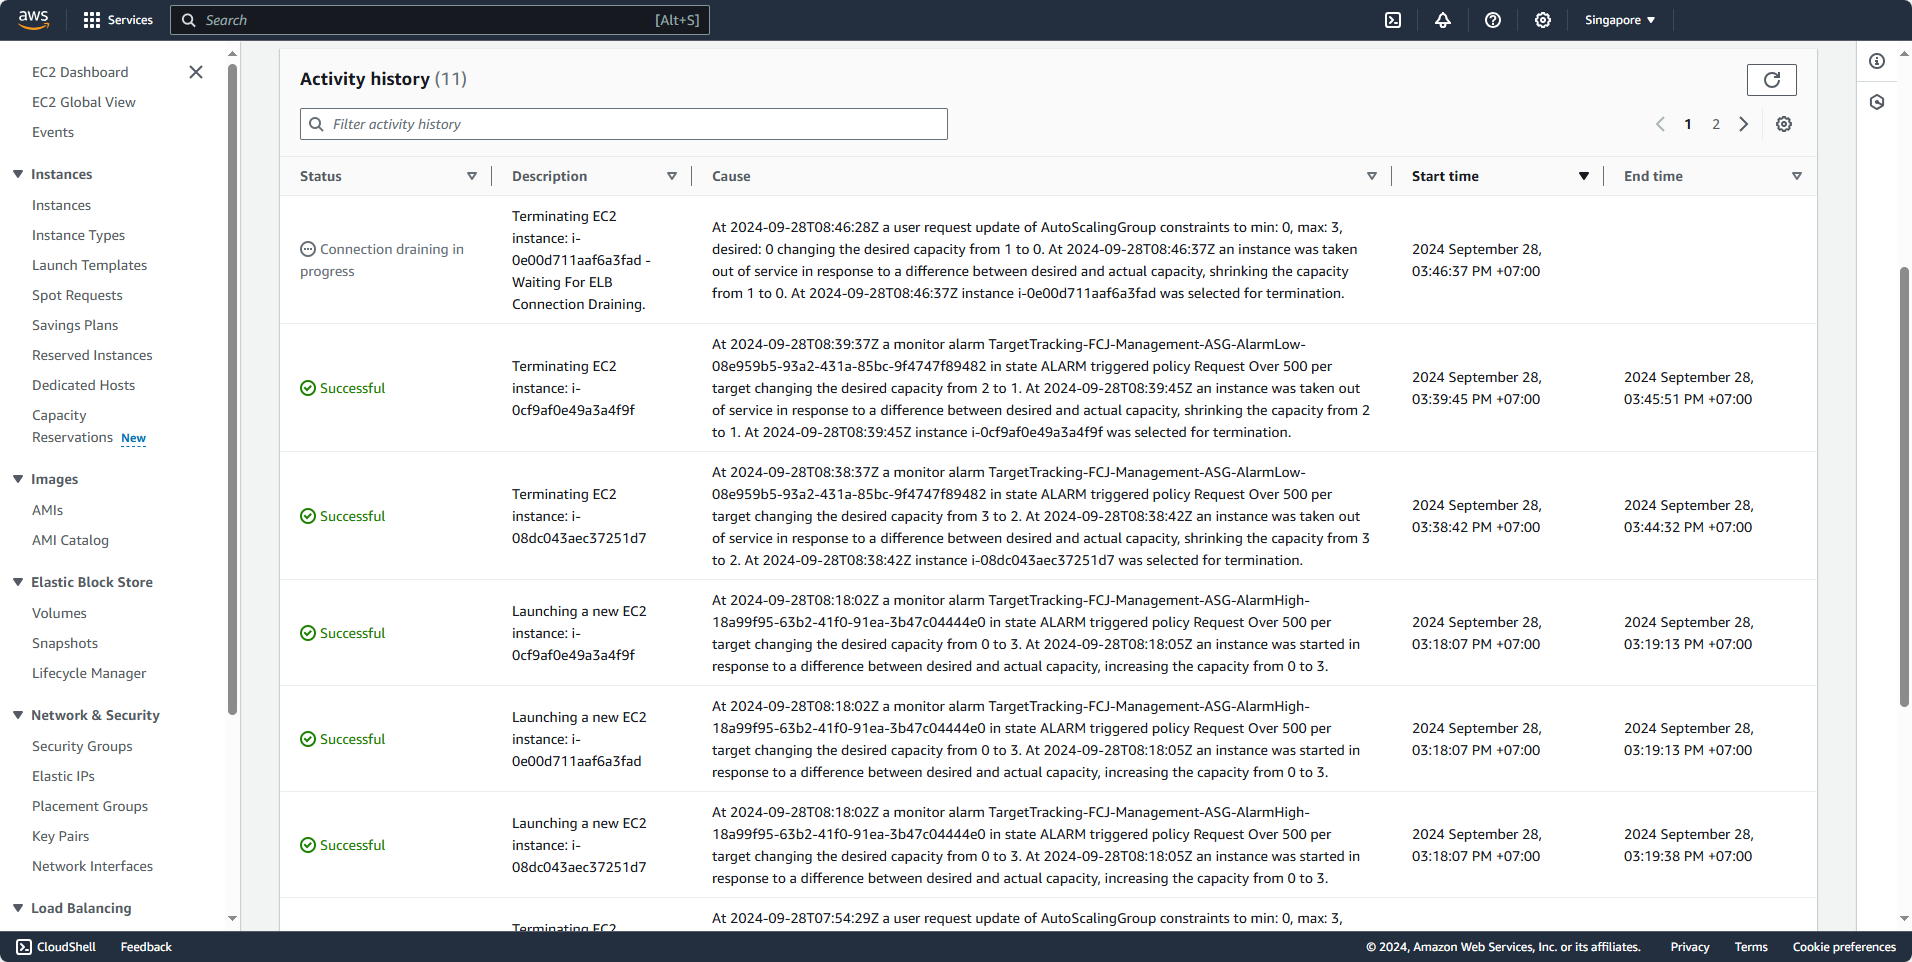 aws
Services
Search
[Alt+S]
Singapore
EC2 Dashboard
EC2 Global View
Events
Instances
Instances
Instance Types
Launch Templates
Spot Requests
Savings Plans
Reserved Instances
Dedicated Hosts
Capacity
Reservations New
Images
AMIs
AMI Catalog
Elastic Block Store
Volumes
Snapshots
Lifecycle Manager
Network & Security
Security Groups
Elastic IPs
Placement Groups
Key Pairs
Network Interfaces
Load Balancing
Activity history (11)
Filter activity history
1 2
Status Description Cause Start time End time
Connection draining in
progress
Terminating EC2
instance: i-
0e00d711aaf6a3fad -
Waiting For ELB
Connection Draining.
At 2024-09-28T08:46:28Z a user request update of AutoScalingGroup constraints to min: 0, max: 3,
desired: 0 changing the desired capacity from 1 to 0. At 2024-09-28T08:46:37Z an instance was taken
out of service in response to a difference between desired and actual capacity, shrinking the capacity
from 1 to 0. At 2024-09-28T08:46:37Z instance i-0e00d711aaf6a3fad was selected for termination.
2024 September 28,
03:46:37 PM +07:00
Successful
Terminating EC2
instance: i-
0cf9af0e49a3a4f9f
At 2024-09-28T08:39:37Z a monitor alarm TargetTracking-FCJ-Management-ASG-AlarmLow-
08e959b5-93a2-431a-85bc-9f4747f89482 in state ALARM triggered policy Request Over 500 per
target changing the desired capacity from 2 to 1. At 2024-09-28T08:39:45Z an instance was taken out
of service in response to a difference between desired and actual capacity, shrinking the capacity from 2
to 1. At 2024-09-28T08:39:45Z instance i-0cf9af0e49a3a4f9f was selected for termination.
2024 September 28,
03:39:45 PM +07:00
2024 September 28,
03:45:51 PM +07:00
Successful
Terminating EC2
instance: i-
08dc043aec37251d7
At 2024-09-28T08:38:37Z a monitor alarm TargetTracking-FCJ-Management-ASG-AlarmLow-
08e959b5-93a2-431a-85bc-9f4747f89482 in state ALARM triggered policy Request Over 500 per
target changing the desired capacity from 3 to 2. At 2024-09-28T08:38:42Z an instance was taken out
of service in response to a difference between desired and actual capacity, shrinking the capacity from 3
to 2. At 2024-09-28T08:38:42Z instance i-08dc043aec37251d7 was selected for termination.
2024 September 28,
03:38:42 PM +07:00
2024 September 28,
03:44:32 PM +07:00
Successful
Launching a new EC2
instance: i-
0cf9af0e49a3a4f9f
At 2024-09-28T08:18:02Z a monitor alarm TargetTracking-FCJ-Management-ASG-AlarmHigh-
18a99f95-63b2-41f0-91ea-3b47c04444e0 in state ALARM triggered policy Request Over 500 per
target changing the desired capacity from 0 to 3. At 2024-09-28T08:18:05Z an instance was started in
response to a difference between desired and actual capacity, increasing the capacity from 0 to 3.
2024 September 28,
03:18:07 PM +07:00
2024 September 28,
03:19:13 PM +07:00
Successful
Launching a new EC2
instance: i-
0e00d711aaf6a3fad
At 2024-09-28T08:18:02Z a monitor alarm TargetTracking-FCJ-Management-ASG-AlarmHigh-
18a99f95-63b2-41f0-91ea-3b47c04444e0 in state ALARM triggered policy Request Over 500 per
target changing the desired capacity from 0 to 3. At 2024-09-28T08:18:05Z an instance was started in
response to a difference between desired and actual capacity, increasing the capacity from 0 to 3.
2024 September 28,
03:18:07 PM +07:00
2024 September 28,
03:19:13 PM +07:00
Successful
Launching a new EC2
instance: i-
08dc043aec37251d7
At 2024-09-28T08:18:02Z a monitor alarm TargetTracking-FCJ-Management-ASG-AlarmHigh-
18a99f95-63b2-41f0-91ea-3b47c04444e0 in state ALARM triggered policy Request Over 500 per
target changing the desired capacity from 0 to 3. At 2024-09-28T08:18:05Z an instance was started in
response to a difference between desired and actual capacity, increasing the capacity from 0 to 3.
2024 September 28,
03:18:07 PM +07:00
2024 September 28,
03:19:38 PM +07:00
Terminating EC2
At 2024-09-28T07:54:29Z a user request update of AutoScalingGroup constraints to min: 0, max: 3,
CloudShell Feedback
© 2024, Amazon Web Services, Inc. or its affiliates. Privacy Terms Cookie preferences